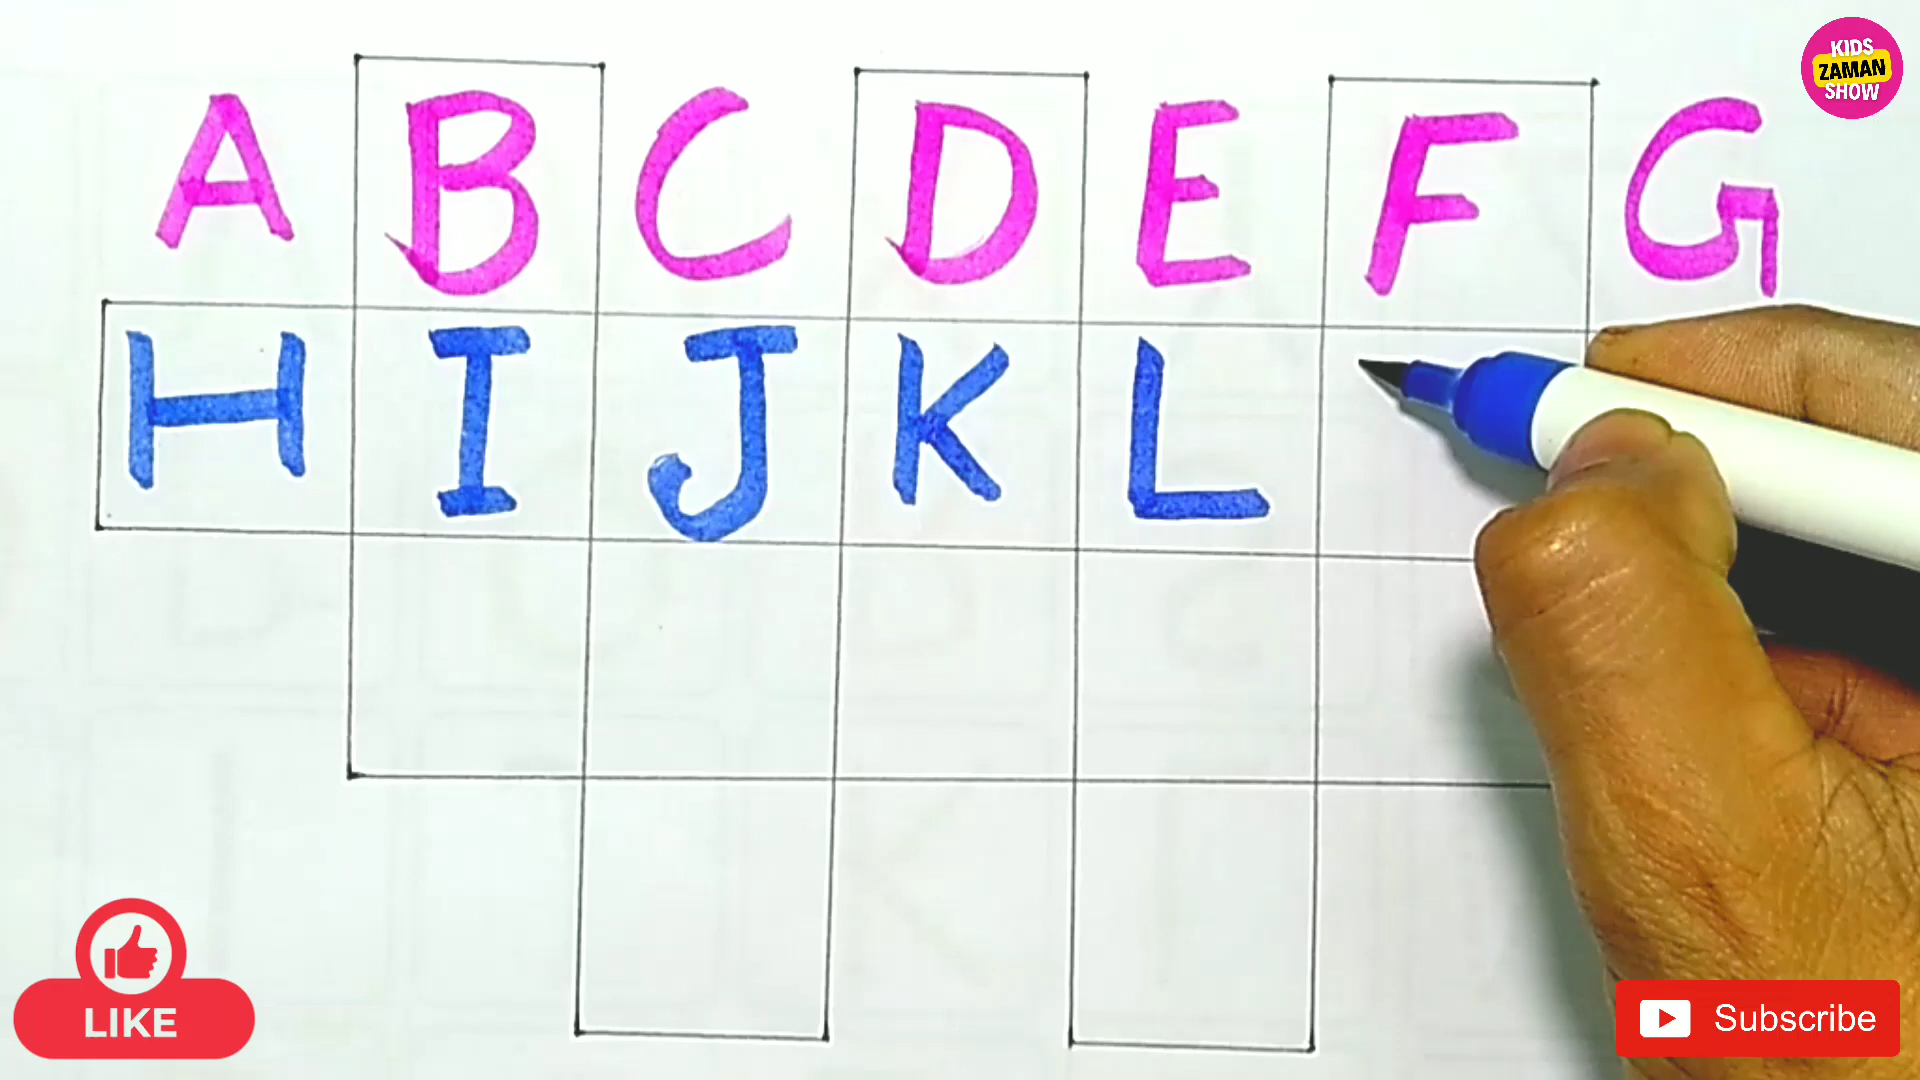 KIDS
ZAMAN
SHOW
A B C D E F G
H I J K L
LIKE
Subscribe